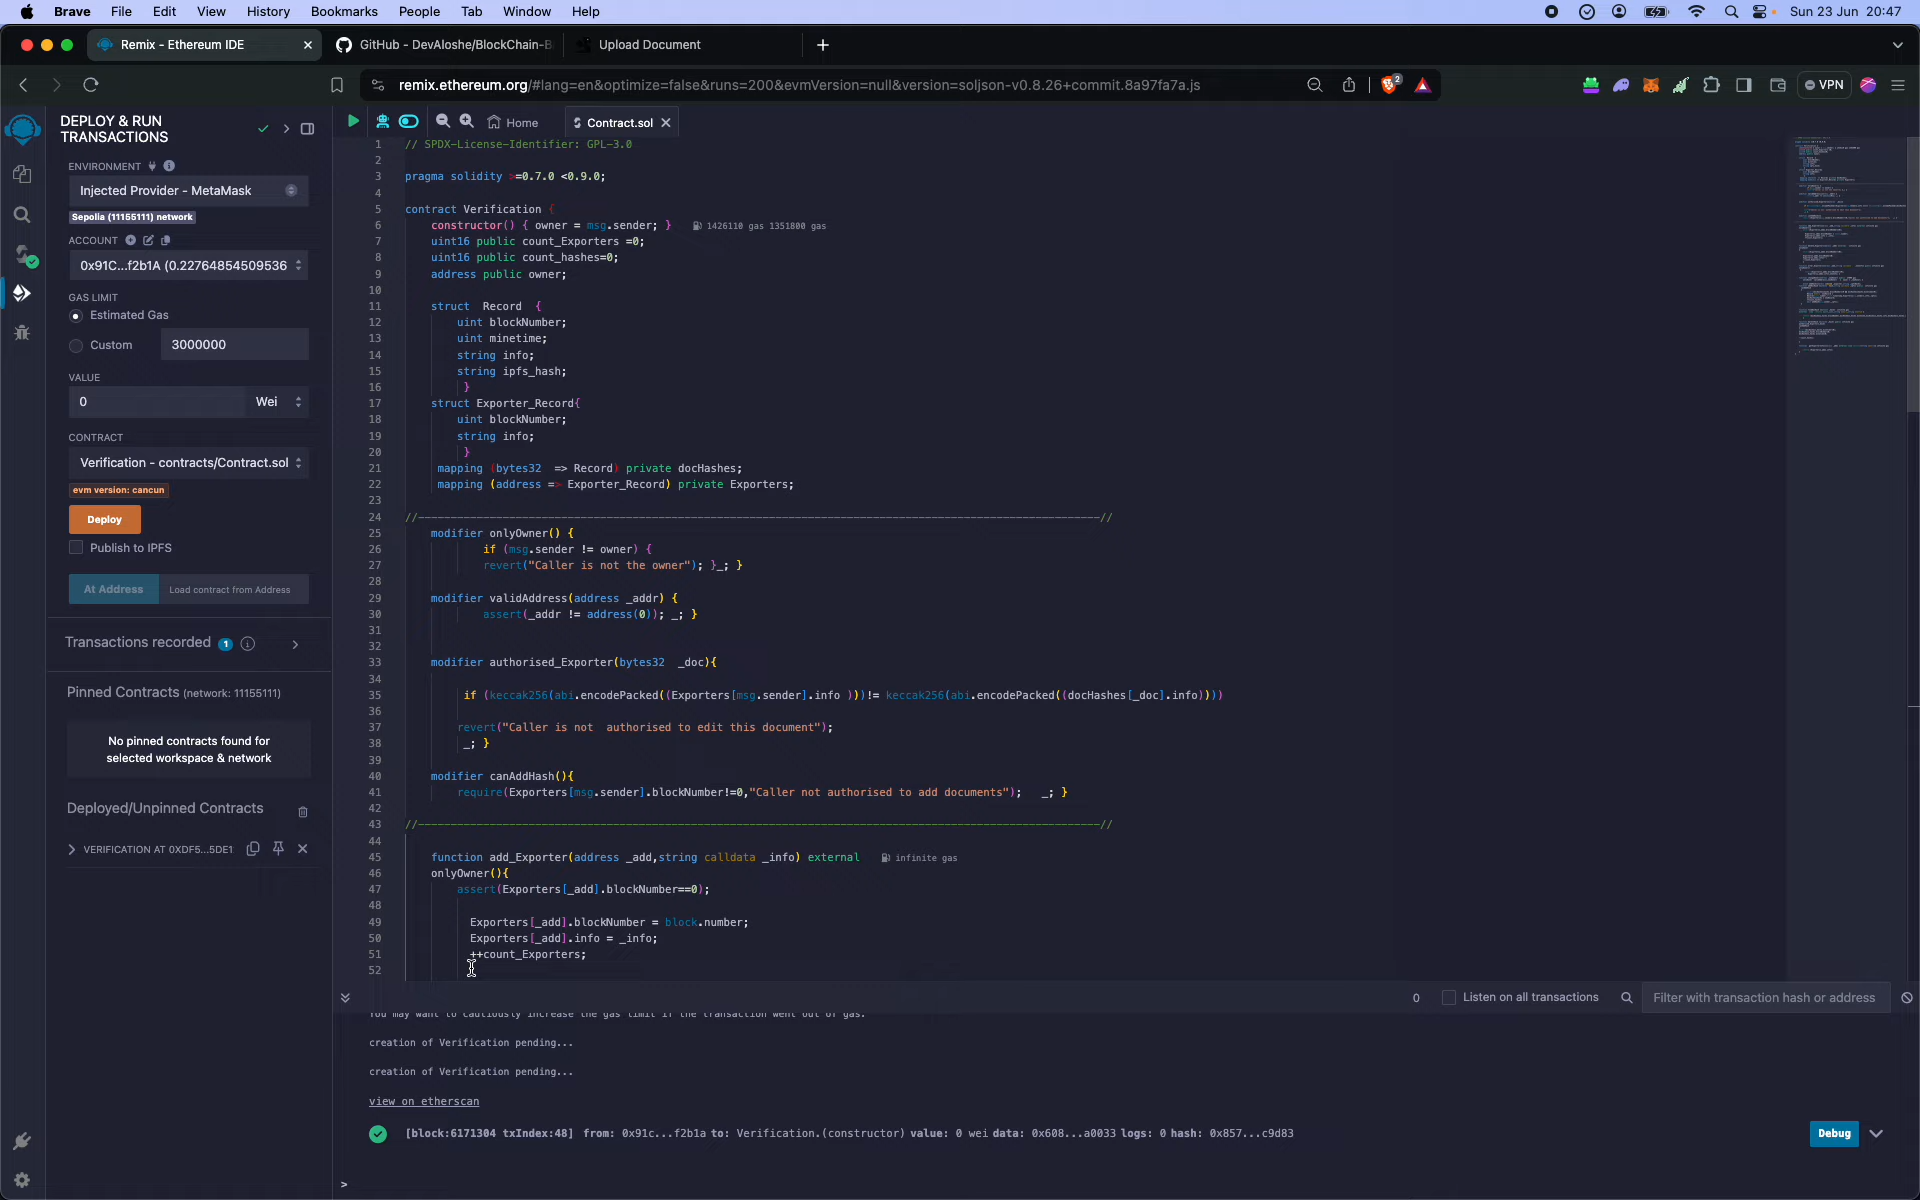 Brave File Edit View History Bookmarks People Tab Window Help Sun 23 Jun 20:47
Remix - Ethereum IDE GitHub - DevAloshe/BlockChain-B Upload Document
remix.ethereum.org/#lang=en&optimize=false&runs=200&evmVersion=null&version=soljson-v0.8.26+commit.8a97fa7a.js 2 VPN
DEPLOY & RUN
TRANSACTIONS
ENVIRONMENT
Injected Provider - MetaMask
Sepolia (11155111) network
ACCOUNT
0x91C...f2b1A (0.22764854509536
GAS LIMIT
Estimated Gas
Custom 3000000
VALUE
0 Wei
CONTRACT
Verification - contracts/Contract.sol
evm version: cancun
Deploy
Publish to IPFS
At Address Load contract from Address
Transactions recorded 1
Pinned Contracts (network: 11155111)
No pinned contracts found for
selected workspace & network
Deployed/Unpinned Contracts
VERIFICATION AT 0XDF5...5DE1
Home Contract.sol
1 // SPDX-License-Identifier: GPL-3.0
2
3 pragma solidity >=0.7.0 <0.9.0;
4
5 contract Verification {
6 constructor() { owner = msg.sender; } 1426110 gas 1351800 gas
7 uint16 public count_Exporters =0;
8 uint16 public count_hashes=0;
9 address public owner;
10
11 struct Record {
12 uint blockNumber;
13 uint minetime;
14 string info;
15 string ipfs_hash;
16 }
17 struct Exporter_Record{
18 uint blockNumber;
19 string info;
20 }
21 mapping (bytes32 => Record) private docHashes;
22 mapping (address => Exporter_Record) private Exporters;
23
24 //---------------------------------------------------------------------------------------------------------//
25 modifier onlyOwner() {
26 if (msg.sender != owner) {
27 revert("Caller is not the owner"); }_; }
28
29 modifier validAddress(address _addr) {
30 assert(_addr != address(0)); _; }
31
32
33 modifier authorised_Exporter(bytes32 _doc){
34
35 if (keccak256(abi.encodePacked((Exporters[msg.sender].info )))!= keccak256(abi.encodePacked((docHashes[_doc].info))))
36
37 revert("Caller is not  authorised to edit this document");
38 _; }
39
40 modifier canAddHash(){
41 require(Exporters[msg.sender].blockNumber!=0,"Caller not authorised to add documents"); _; }
42
43 //---------------------------------------------------------------------------------------------------------//
44
45 function add_Exporter(address _add,string calldata _info) external infinite gas
46 onlyOwner(){
47 assert(Exporters[_add].blockNumber==0);
48
49 Exporters[_add].blockNumber = block.number;
50 Exporters[_add].info = _info;
51 ++count_Exporters;
52
0 Listen on all transactions Filter with transaction hash or address
You may want to cautiously increase the gas limit if the transaction went out of gas.
creation of Verification pending...
creation of Verification pending...
view on etherscan
[block:6171304 txIndex:48] from: 0x91c...f2b1a to: Verification.(constructor) value: 0 wei data: 0x608...a0033 logs: 0 hash: 0x857...c9d83 Debug
>